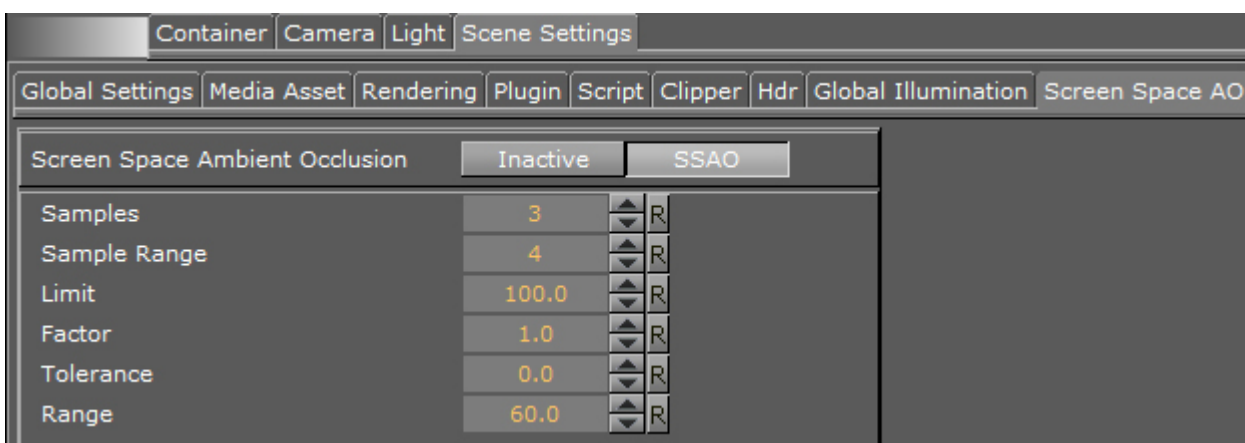 Container Camera Light Scene Settings
Global Settings Media Asset Rendering Plugin Script Clipper Hdr Global Illumination Screen Space AO
Screen Space Ambient Occlusion Inactive SSAO
Samples 3 R
Sample Range 4 R
Limit 100.0 R
Factor 1.0 R
Tolerance 0.0 R
Range 60.0 R